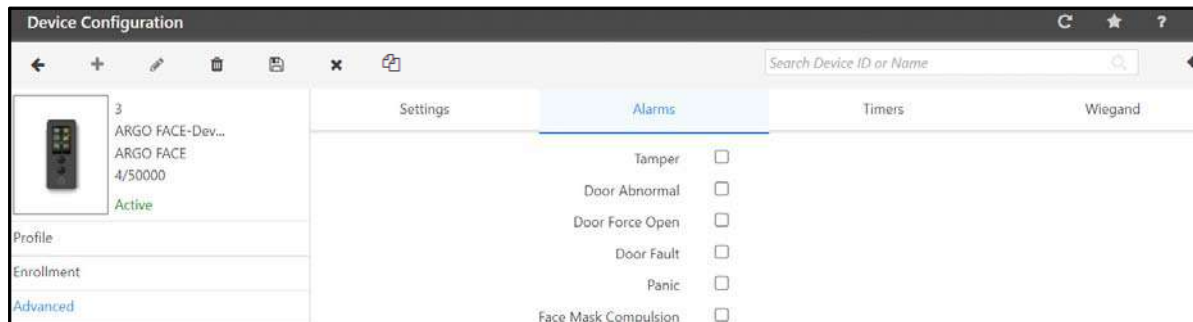 Device Configuration
?
Search Device ID or Name
3
ARGO FACE-Dev...
ARGO FACE
4/50000
Active
Profile
Enrollment
Advanced
Settings
Alarms
Timers
Wiegand
Tamper
Door Abnormal
Door Force Open
Door Fault
Panic
Face Mask Compulsion